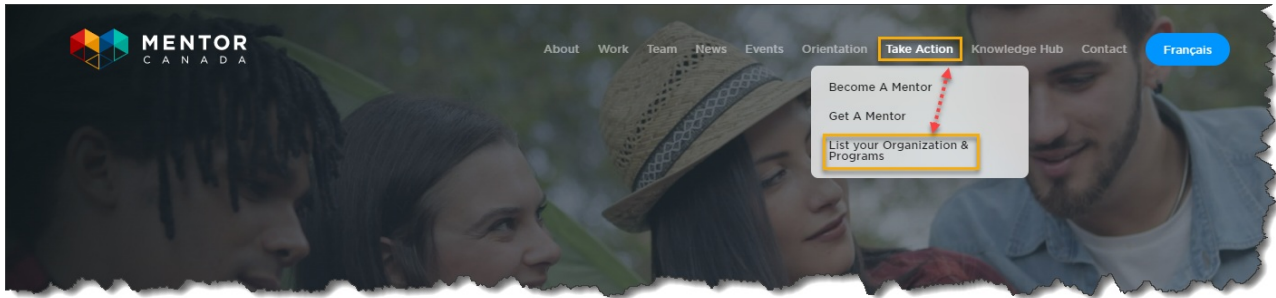 MENTOR
CANADA
About Work Team News Events Orientation Take Action Knowledge Hub Contact Français
Become A Mentor
Get A Mentor
List your Organization &
Programs